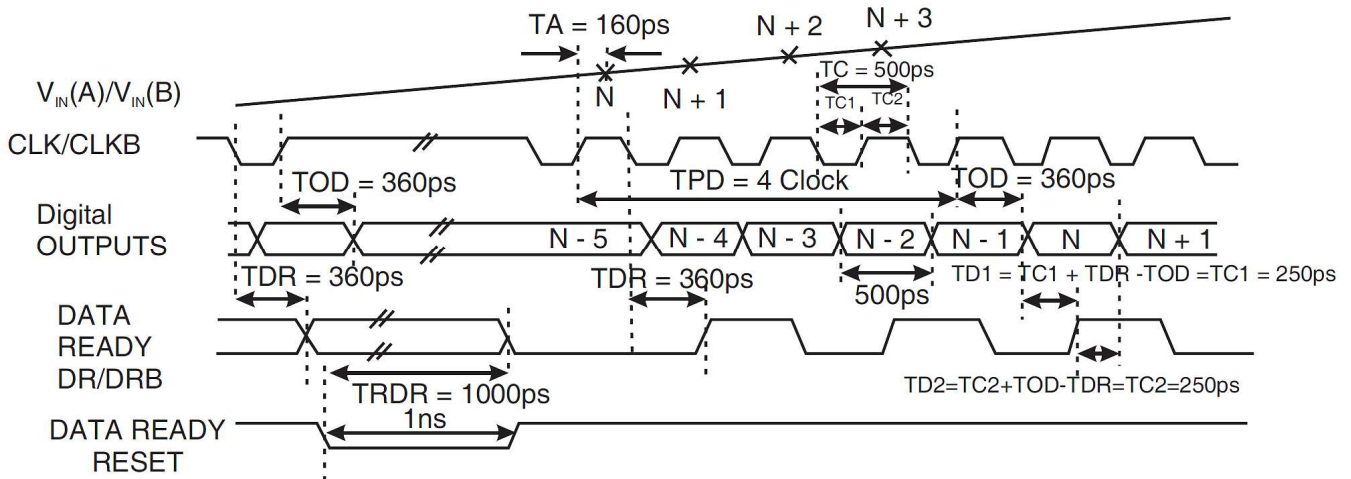 TA = 160ps
N + 2
N + 3
TC = 500ps
V IN (A)/V IN (B)
N
N + 1
TC1
TC2
CLK/CLKB
TOD = 360ps
TPD = 4 Clock
TOD = 360ps
Digital
OUTPUTS
N - 5
N - 4
N - 3
N - 2
N - 1
N
N + 1
TDR = 360ps
TDR = 360ps
500ps
TD1 = TC1 + TDR -TOD =TC1 = 250ps
DATA
READY
DR/DRB
TRDR = 1000ps
TD2=TC2+TOD-TDR=TC2=250ps
1ns
DATA READY
RESET